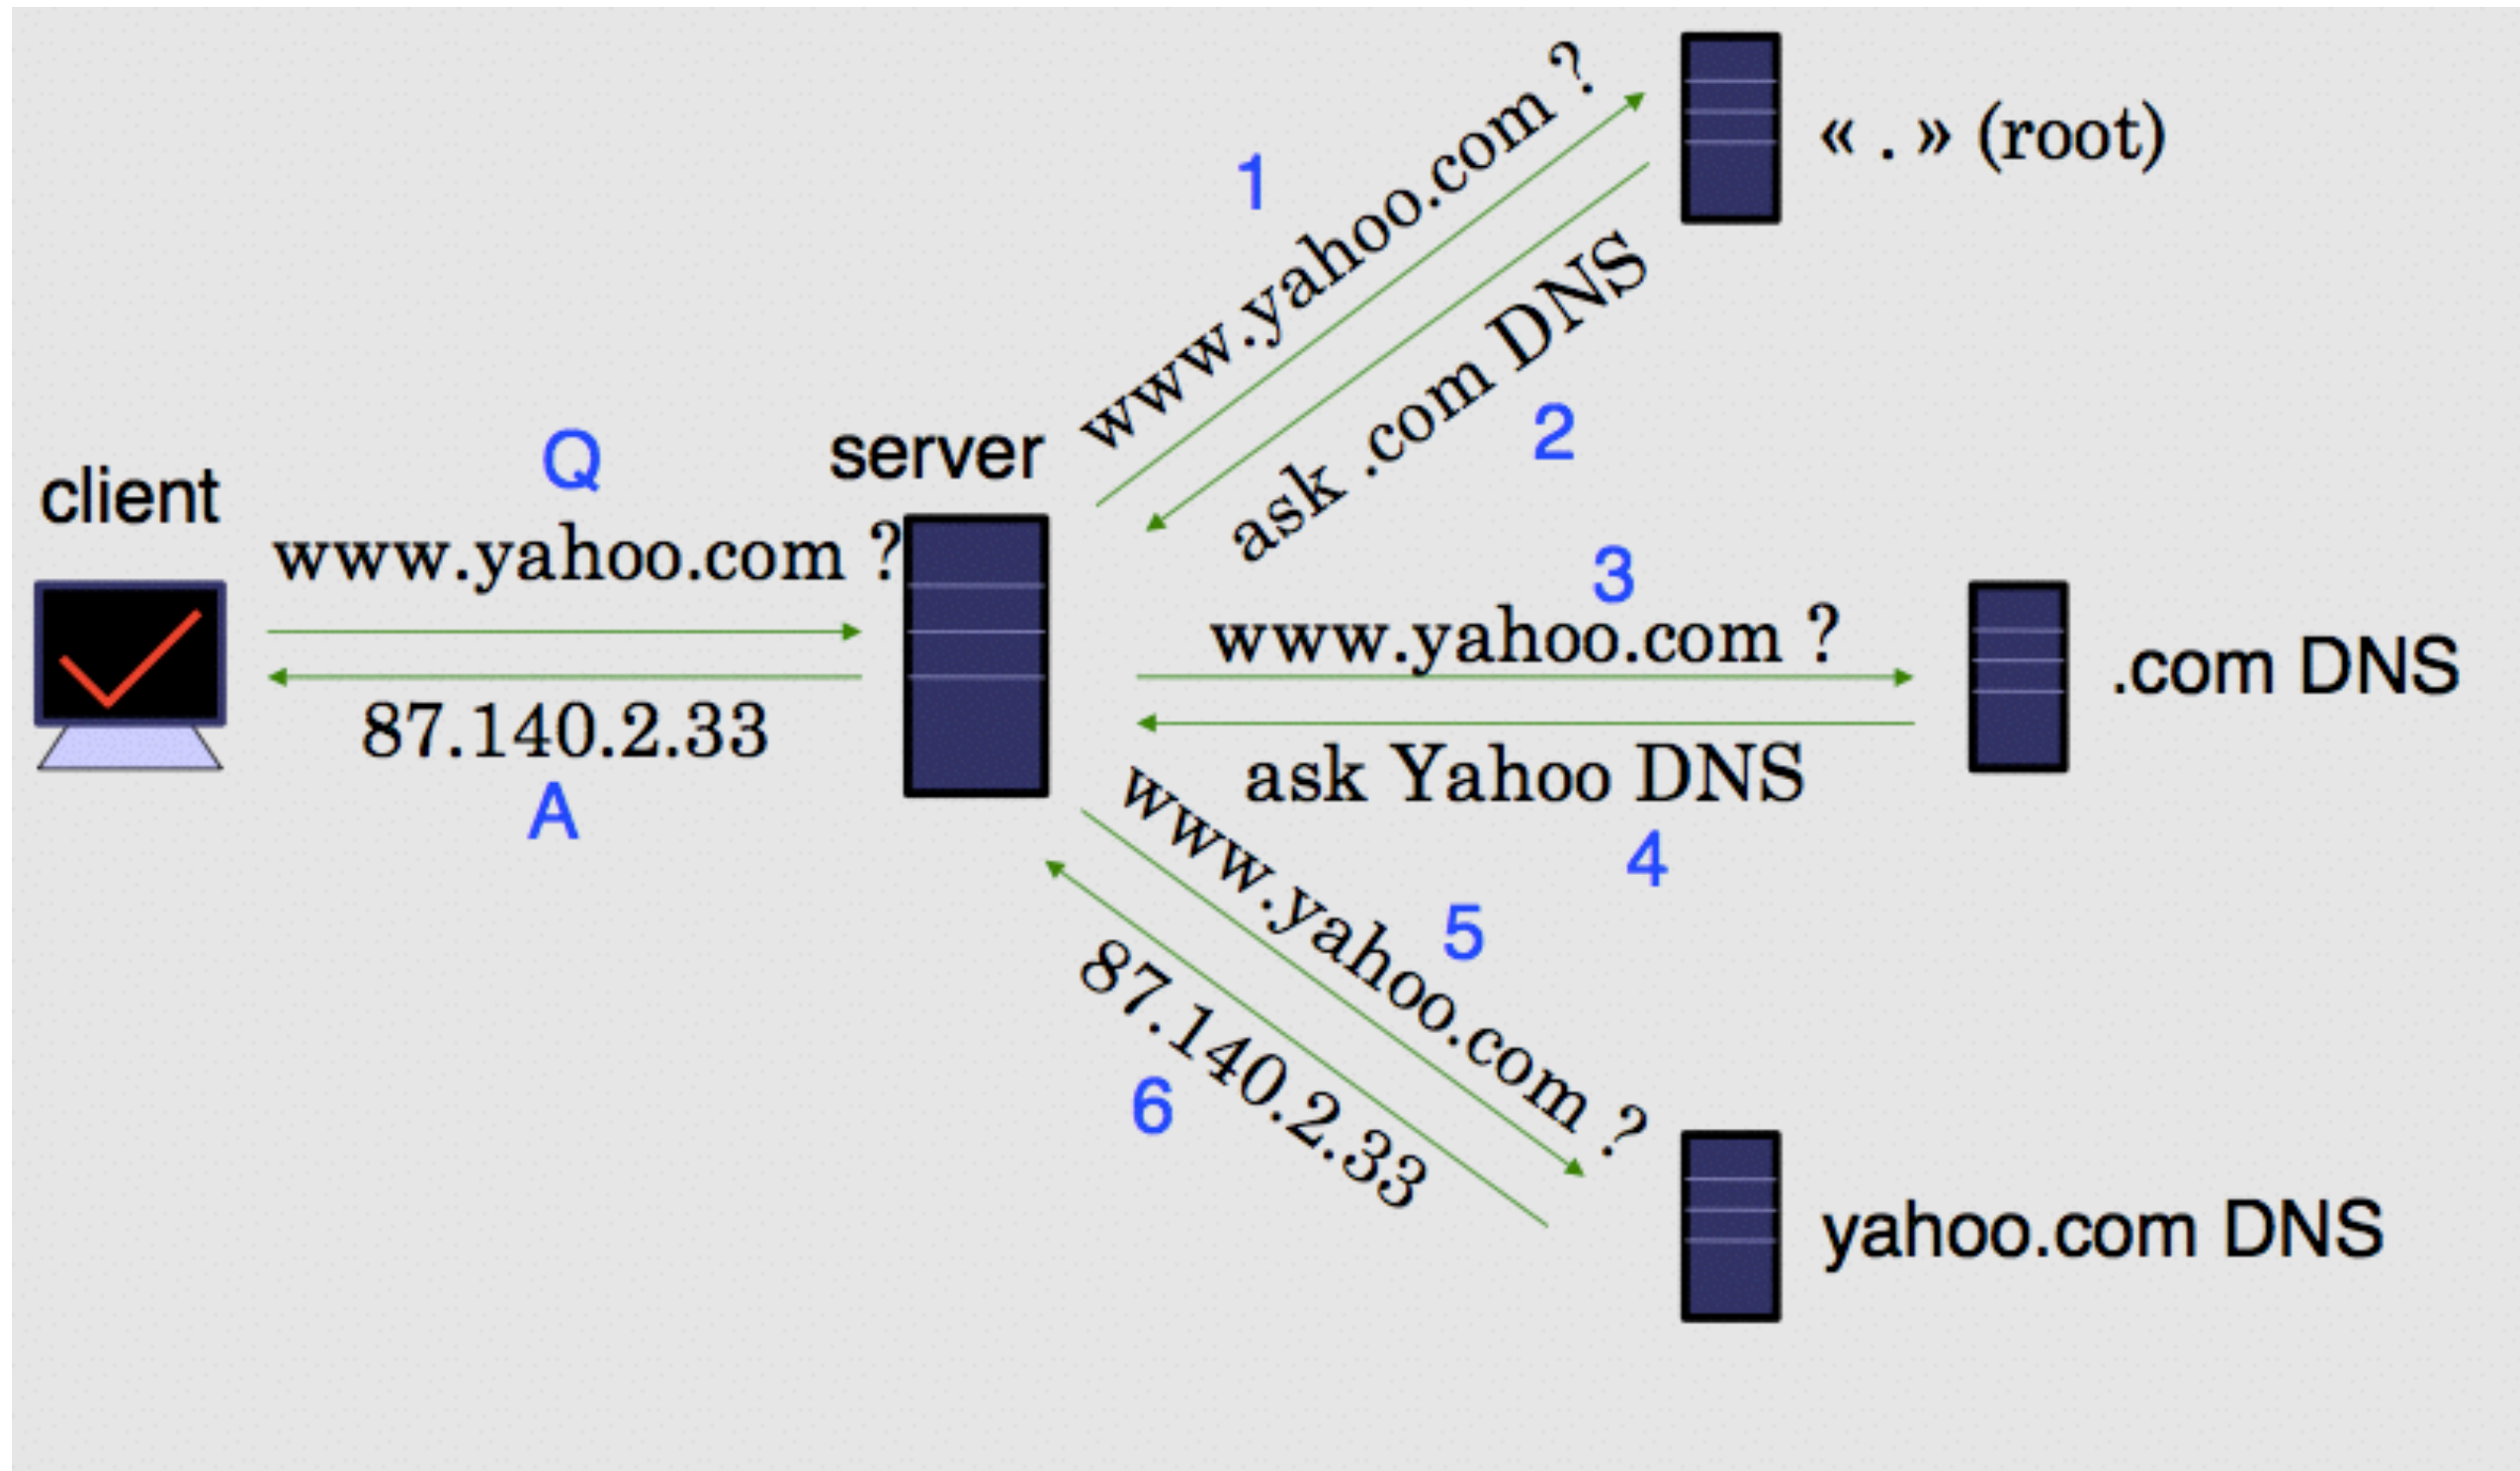 client
Q
www.yahoo.com ?
87.140.2.33
A
server
1
www.yahoo.com ?
ask .com DNS
2
« . » (root)
3
www.yahoo.com ?
ask Yahoo DNS
4
.com DNS
5
www.yahoo.com ?
87.140.2.33
6
yahoo.com DNS